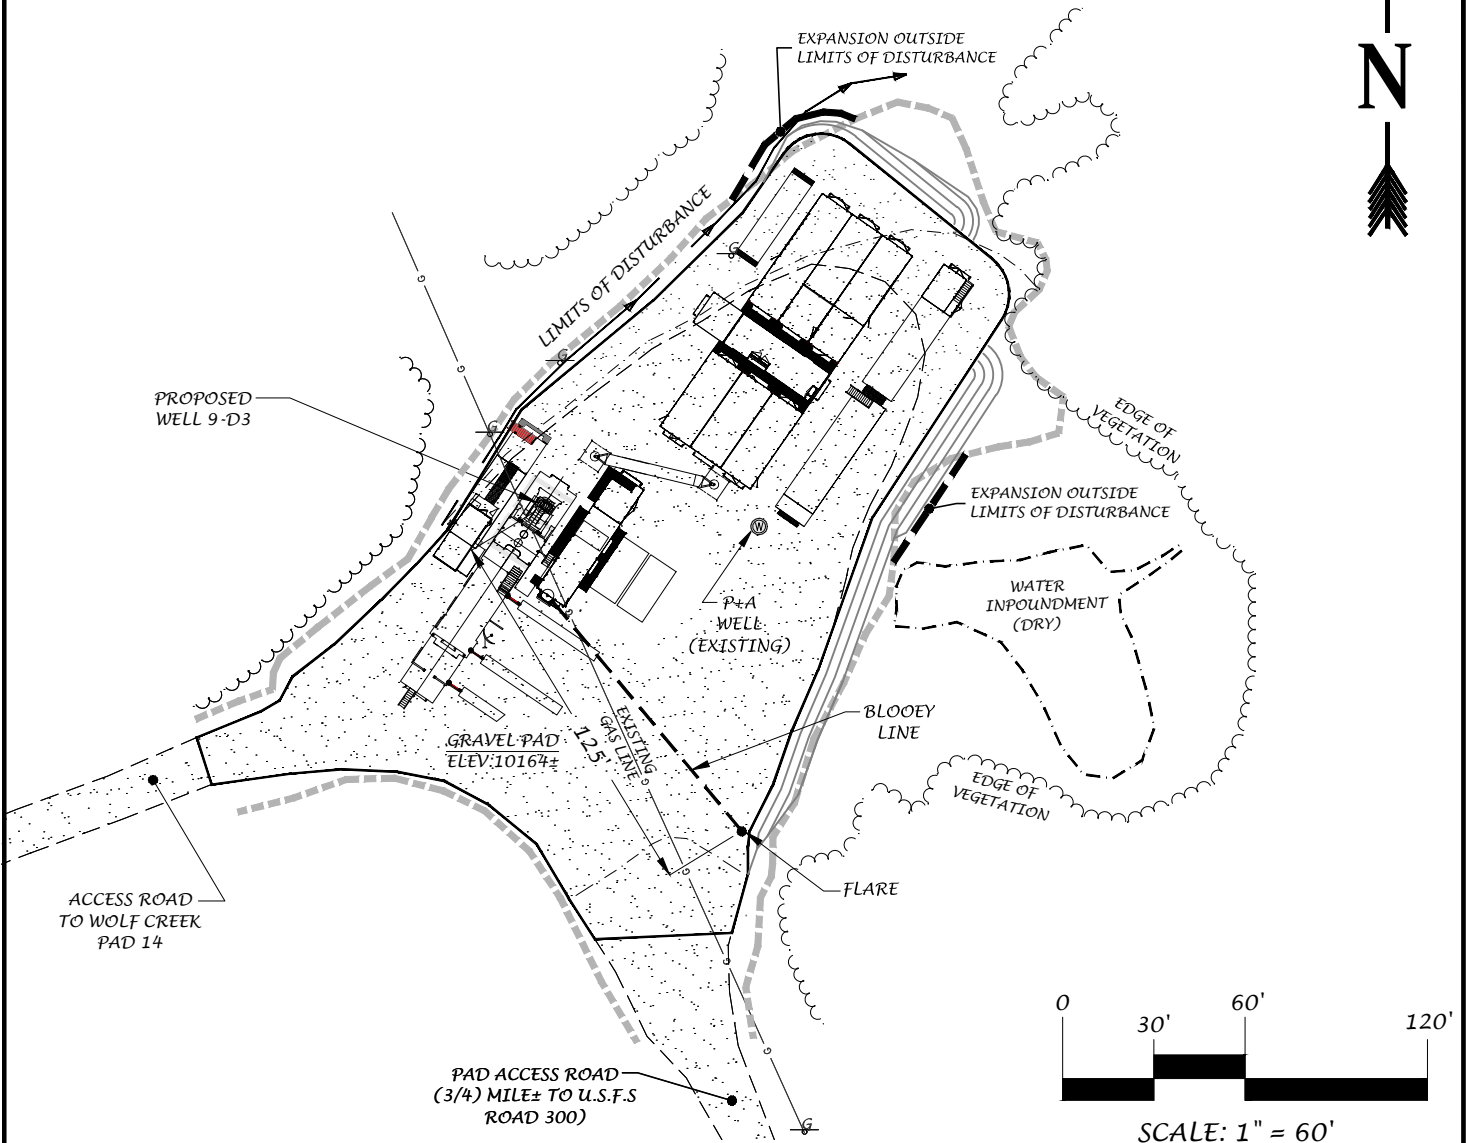 EXPANSION OUTSIDE
LIMITS OF DISTURBANCE
N
LIMITS OF DISTURBANCE
G
G
G
G
G
G
PROPOSED
WELL 9-D3
EDGE OF
VEGETATION
EXPANSION OUTSIDE
LIMITS OF DISTURBANCE
W
P+A
WELL
(EXISTING)
WATER
INPOUNDMENT
(DRY)
G
BLOOEY
LINE
EXISTING
GAS LINE
125'
GRAVEL PAD
ELEV.10164±
G
EDGE OF
VEGETATION
G
FLARE
ACCESS ROAD
TO WOLF CREEK
PAD 14
G
G
PAD ACCESS ROAD
(3/4) MILE± TO U.S.F.S
ROAD 300)
G
0
30'
60'
120'
SCALE: 1" = 60'